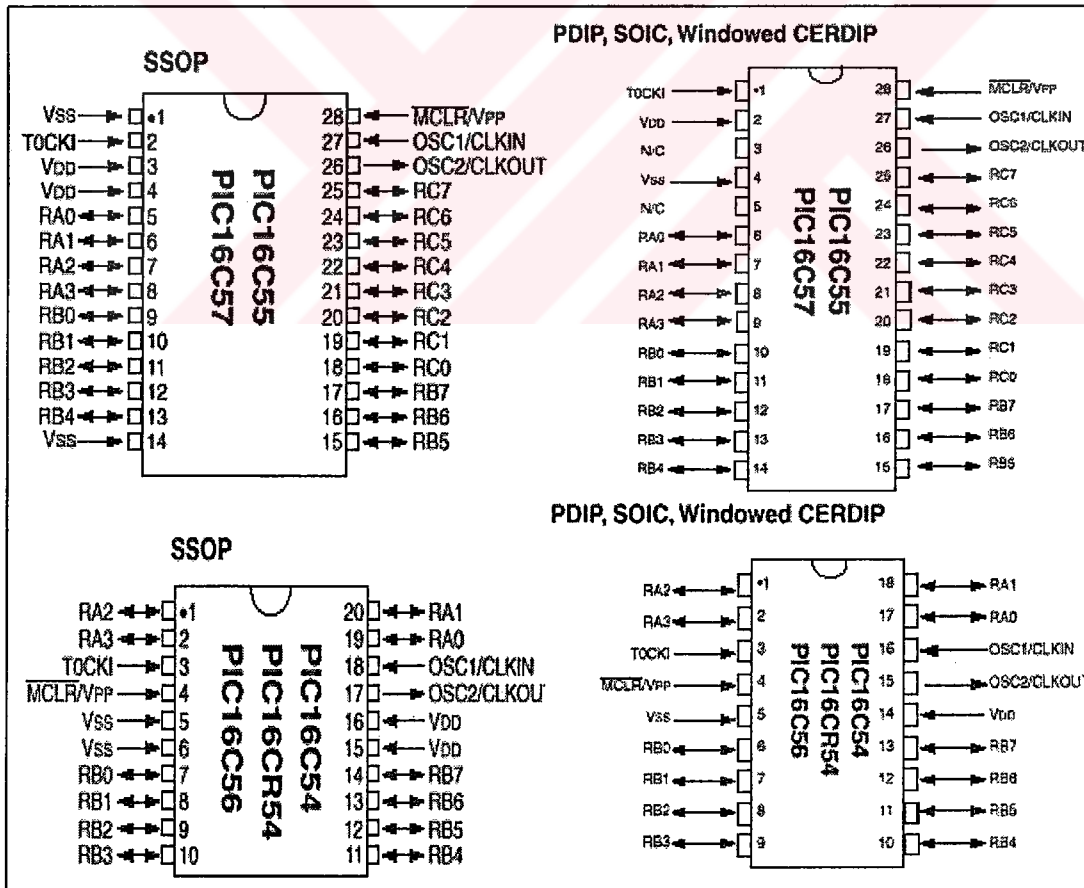 SSOP
Vss 1 28 MCLR/VPP
T0CKI 2 27 OSC1/CLKIN
VDD 3 26 OSC2/CLKOUT
VDD 4 25 RC7
RA0 5 24 RC6
RA1 6 23 RC5
RA2 7 22 RC4
RA3 8 21 RC3
RB0 9 20 RC2
RB1 10 19 RC1
RB2 11 18 RC0
RB3 12 17 RB7
RB4 13 16 RB6
Vss 14 15 RB5
PIC16C55
PIC16C57
PDIP, SOIC, Windowed CERDIP
T0CKI 1 28 MCLR/VPP
VDD 2 27 OSC1/CLKIN
N/C 3 26 OSC2/CLKOUT
Vss 4 25 RC7
N/C 5 24 RC6
RA0 6 23 RC5
RA1 7 22 RC4
RA2 8 21 RC3
RA3 9 20 RC2
RB0 10 19 RC1
RB1 11 18 RC0
RB2 12 17 RB7
RB3 13 16 RB6
RB4 14 15 RB5
PIC16C55
PIC16C57
SSOP
RA2 1 20 RA1
RA3 2 19 RA0
T0CKI 3 18 OSC1/CLKIN
MCLR/VPP 4 17 OSC2/CLKOU
Vss 5 16 VDD
Vss 6 15 VDD
RB0 7 14 RB7
RB1 8 13 RB6
RB2 9 12 RB5
RB3 10 11 RB4
PIC16C54
PIC16CR54
PIC16C56
PDIP, SOIC, Windowed CERDIP
RA2 1 18 RA1
RA3 2 17 RA0
T0CKI 3 16 OSC1/CLKIN
MCLR/VPP 4 15 OSC2/CLKOUT
Vss 5 14 VDD
RB0 6 13 RB7
RB1 7 12 RB6
RB2 8 11 RB5
RB3 9 10 RB4
PIC16C54
PIC16CR54
PIC16C56